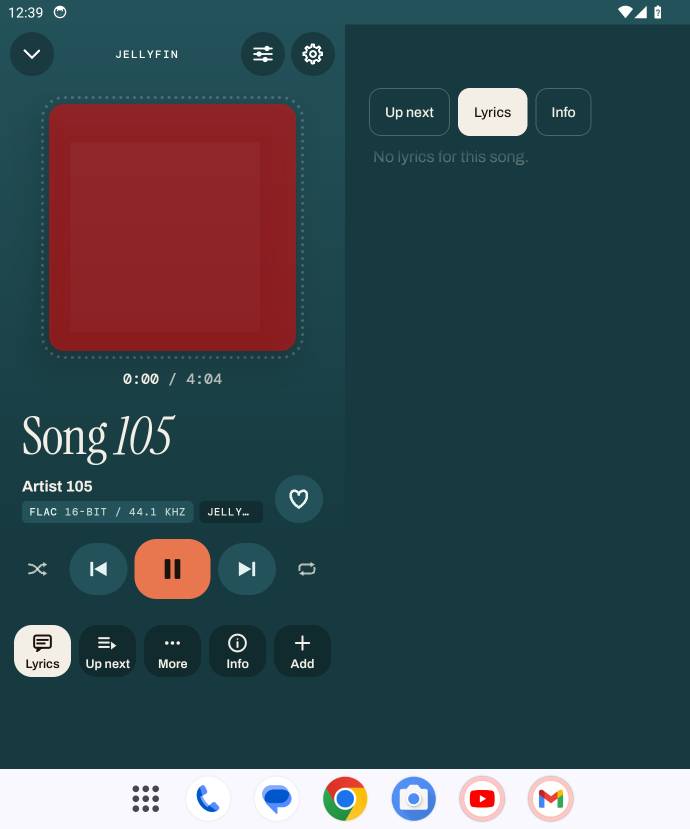 12:39
JELLYFIN
0:00 / 4:04
Song 105
Artist 105
FLAC 16-BIT / 44.1 KHZ JELLY…
Lyrics Up next More Info Add
Up next Lyrics Info
No lyrics for this song.